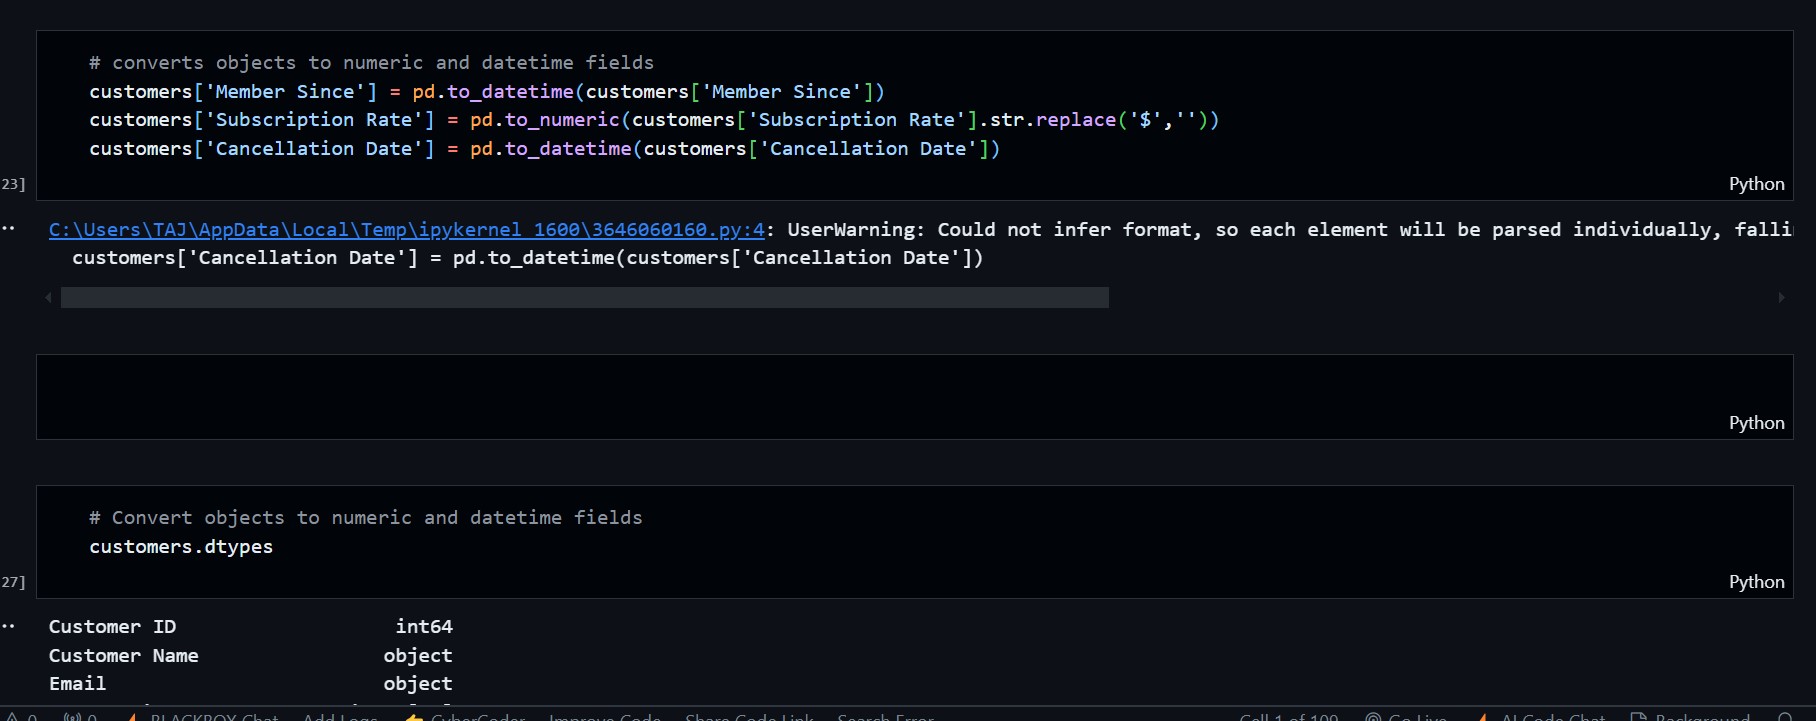 # converts objects to numeric and datetime fields
customers['Member Since'] = pd.to_datetime(customers['Member Since'])
customers['Subscription Rate'] = pd.to_numeric(customers['Subscription Rate'].str.replace('$',''))
customers['Cancellation Date'] = pd.to_datetime(customers['Cancellation Date'])
23]
Python
C:\Users\TAJ\AppData\Local\Temp\ipykernel_1600\3646060160.py:4: UserWarning: Could not infer format, so each element will be parsed individually, falli
customers['Cancellation Date'] = pd.to_datetime(customers['Cancellation Date'])
Python
# Convert objects to numeric and datetime fields
customers.dtypes
27]
Python
Customer ID int64
Customer Name object
Email object
0 0 BLACKBOX Chat Add Logs CyberCoder Improve Code Share Code Link Search Error Cell 1 of 109 Go Live AI Code Chat Background